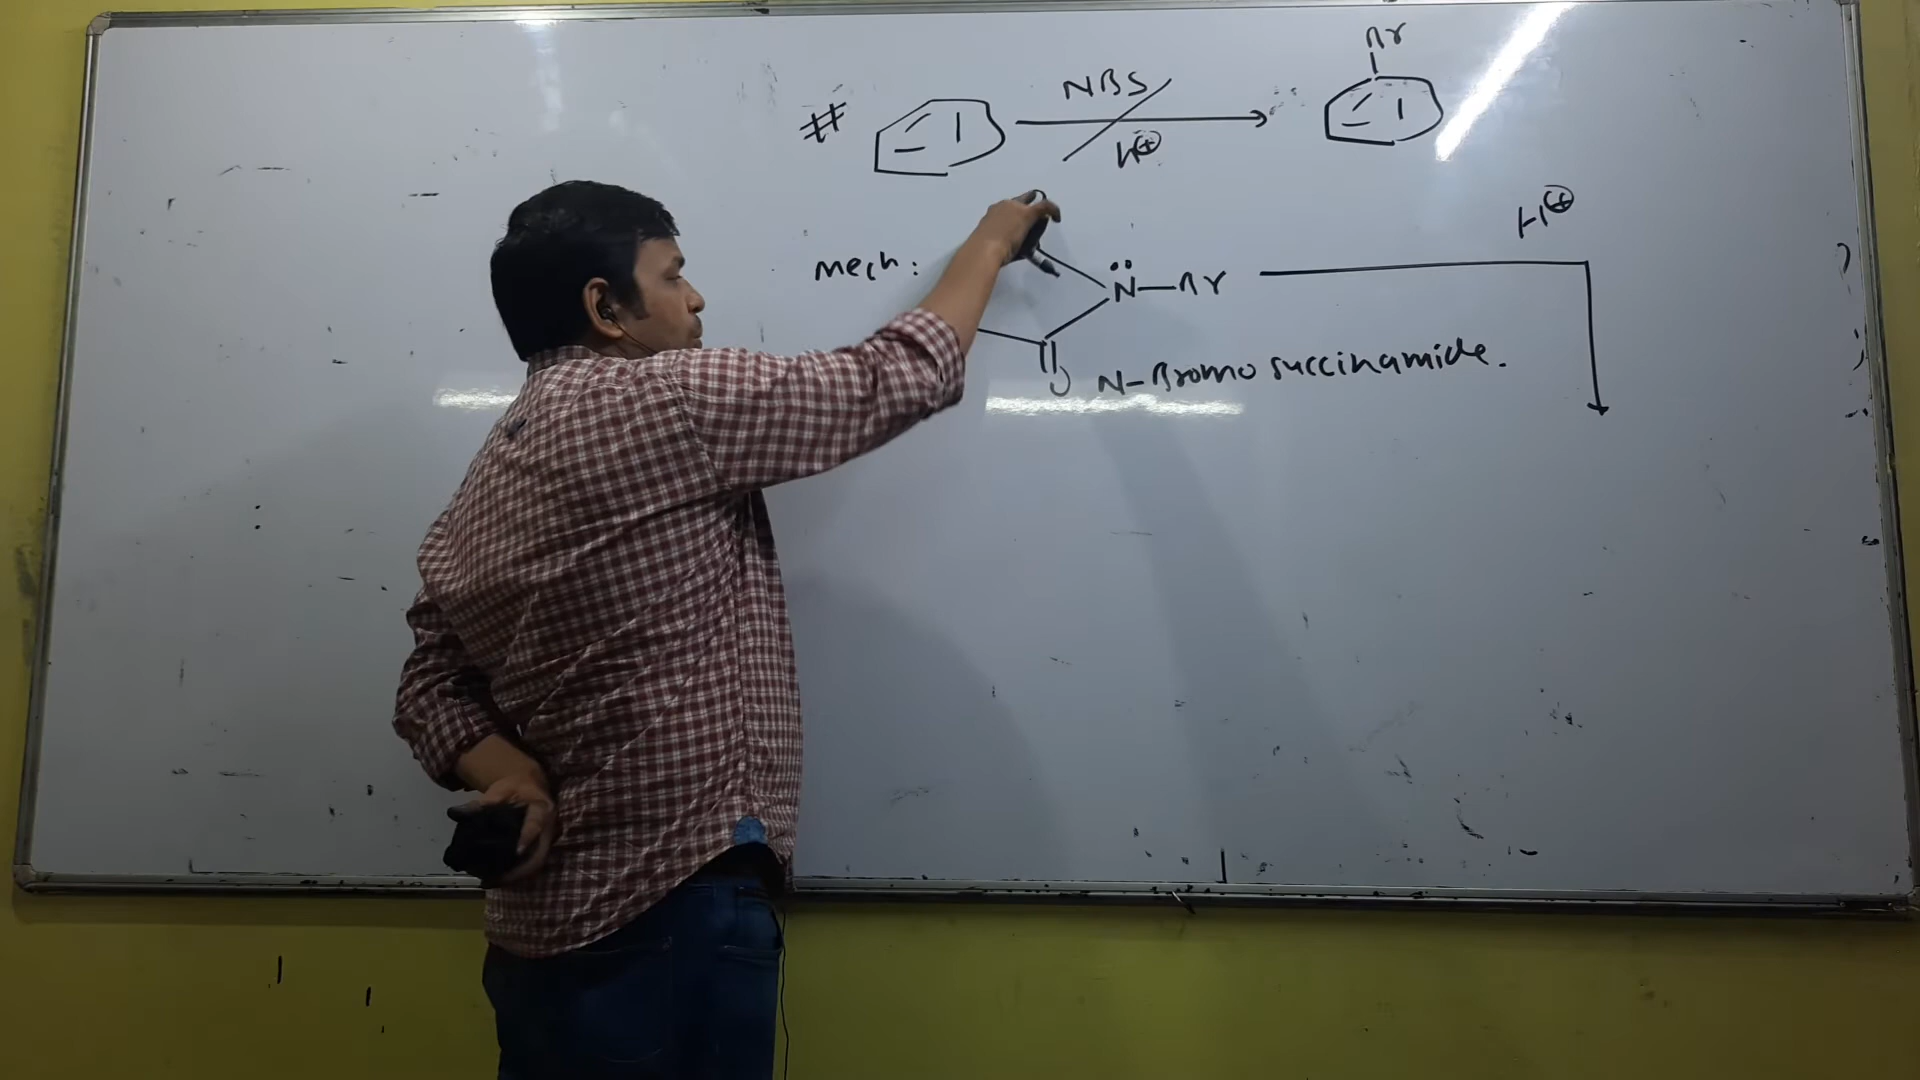 # NBS Br
H⊕
H⊕
mech: N̈—Br
O N-Bromo succinamide.